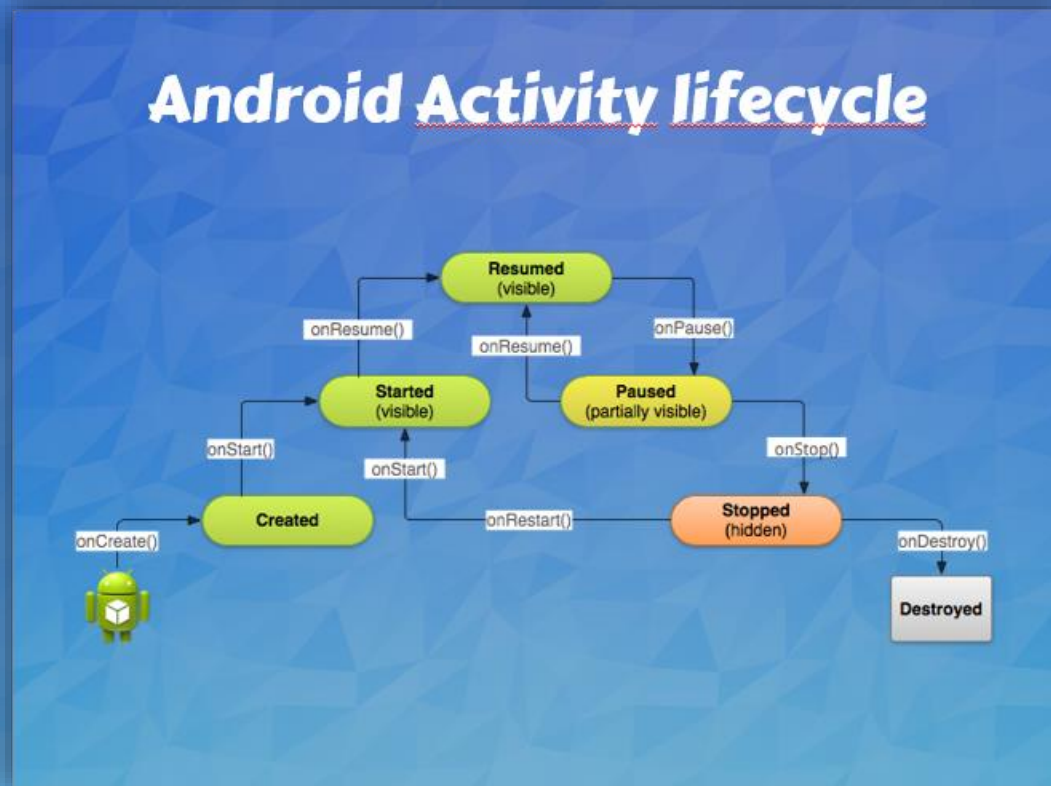 Android Activity lifecycle
Resumed
(visible)
onResume()
onResume()
onPause()
Started
(visible)
Paused
(partially visible)
onStart()
onStart()
onStop()
Created
onRestart()
Stopped
(hidden)
onCreate()
onDestroy()
Destroyed